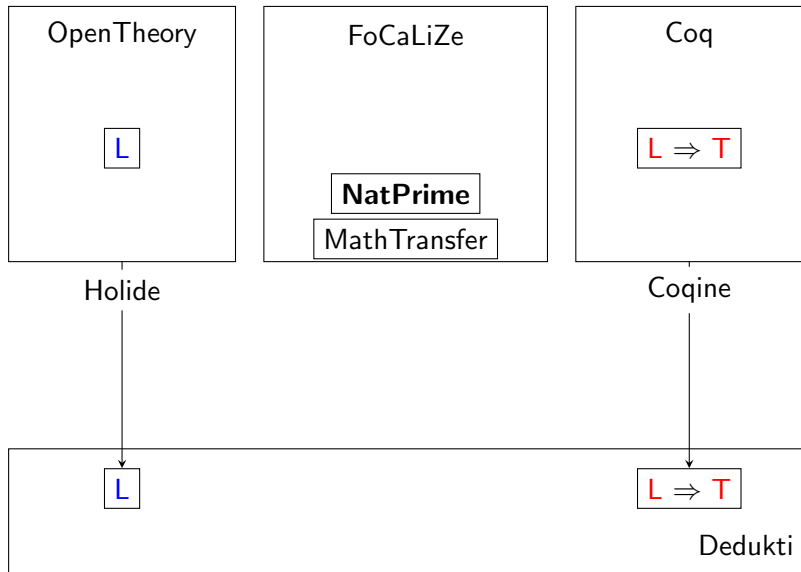 OpenTheory
FoCaLiZe
Coq
L
L ⇒ T
NatPrime
MathTransfer
Holide
Coqine
L
L ⇒ T
Dedukti